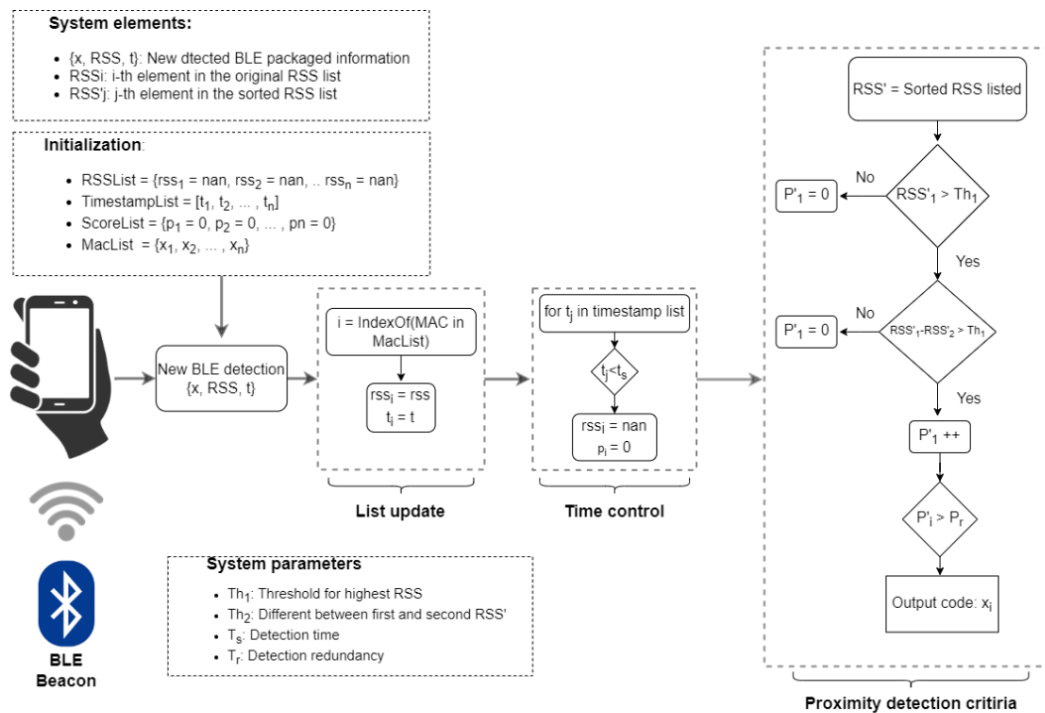 System elements:
{x, RSS, t}: New dtected BLE packaged information
RSSi: i-th element in the original RSS list
RSS'j: j-th element in the sorted RSS list
Initialization:
RSSList = {rss₁ = nan, rss₂ = nan, .. rssₙ = nan}
TimestampList = [t₁, t₂, ... , tₙ]
ScoreList = {p₁ = 0, p₂ = 0, ... , pn = 0}
MacList = {x₁, x₂, ... , xₙ}
New BLE detection
{x, RSS, t}
i = IndexOf(MAC in
MacList)
rssᵢ = rss
tᵢ = t
List update
for tⱼ in timestamp list
tⱼ<tₛ
rssᵢ = nan
pᵢ = 0
Time control
RSS' = Sorted RSS listed
RSS'₁ > Th₁
No
P'₁ = 0
Yes
RSS'₁-RSS'₂ > Th₁
No
P'₁ = 0
Yes
P'₁ ++
P'ᵢ > Pᵣ
Output code: xᵢ
Proximity detection critiria
System parameters
Th₁: Threshold for highest RSS
Th₂: Different between first and second RSS'
Tₛ: Detection time
Tᵣ: Detection redundancy
BLE
Beacon